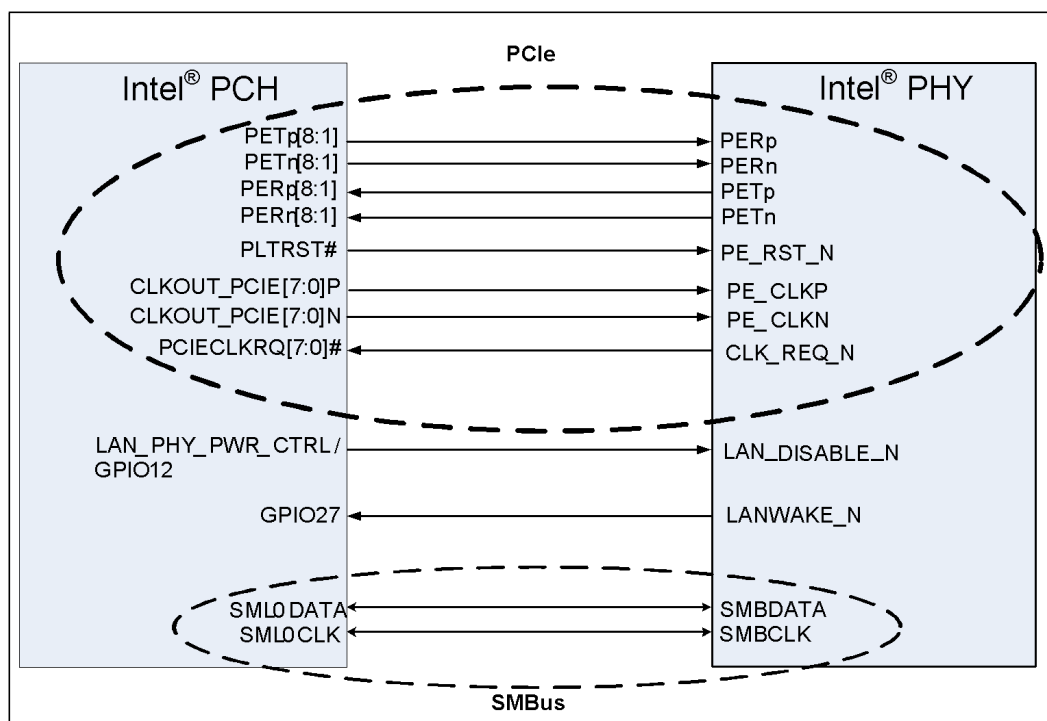 PCIe
Intel® PCH
Intel® PHY
PETp[8:1]
PERp
PETn[8:1]
PERn
PERp[8:1]
PETp
PERn[8:1]
PETn
PLTRST#
PE_RST_N
CLKOUT_PCIE[7:0]P
PE_CLKP
CLKOUT_PCIE[7:0]N
PE_CLKN
PCIECLKRQ[7:0]#
CLK_REQ_N
LAN_PHY_PWR_CTRL/
GPIO12
LAN_DISABLE_N
GPIO27
LANWAKE_N
SML0DATA
SMBDATA
SML0CLK
SMBCLK
SMBus